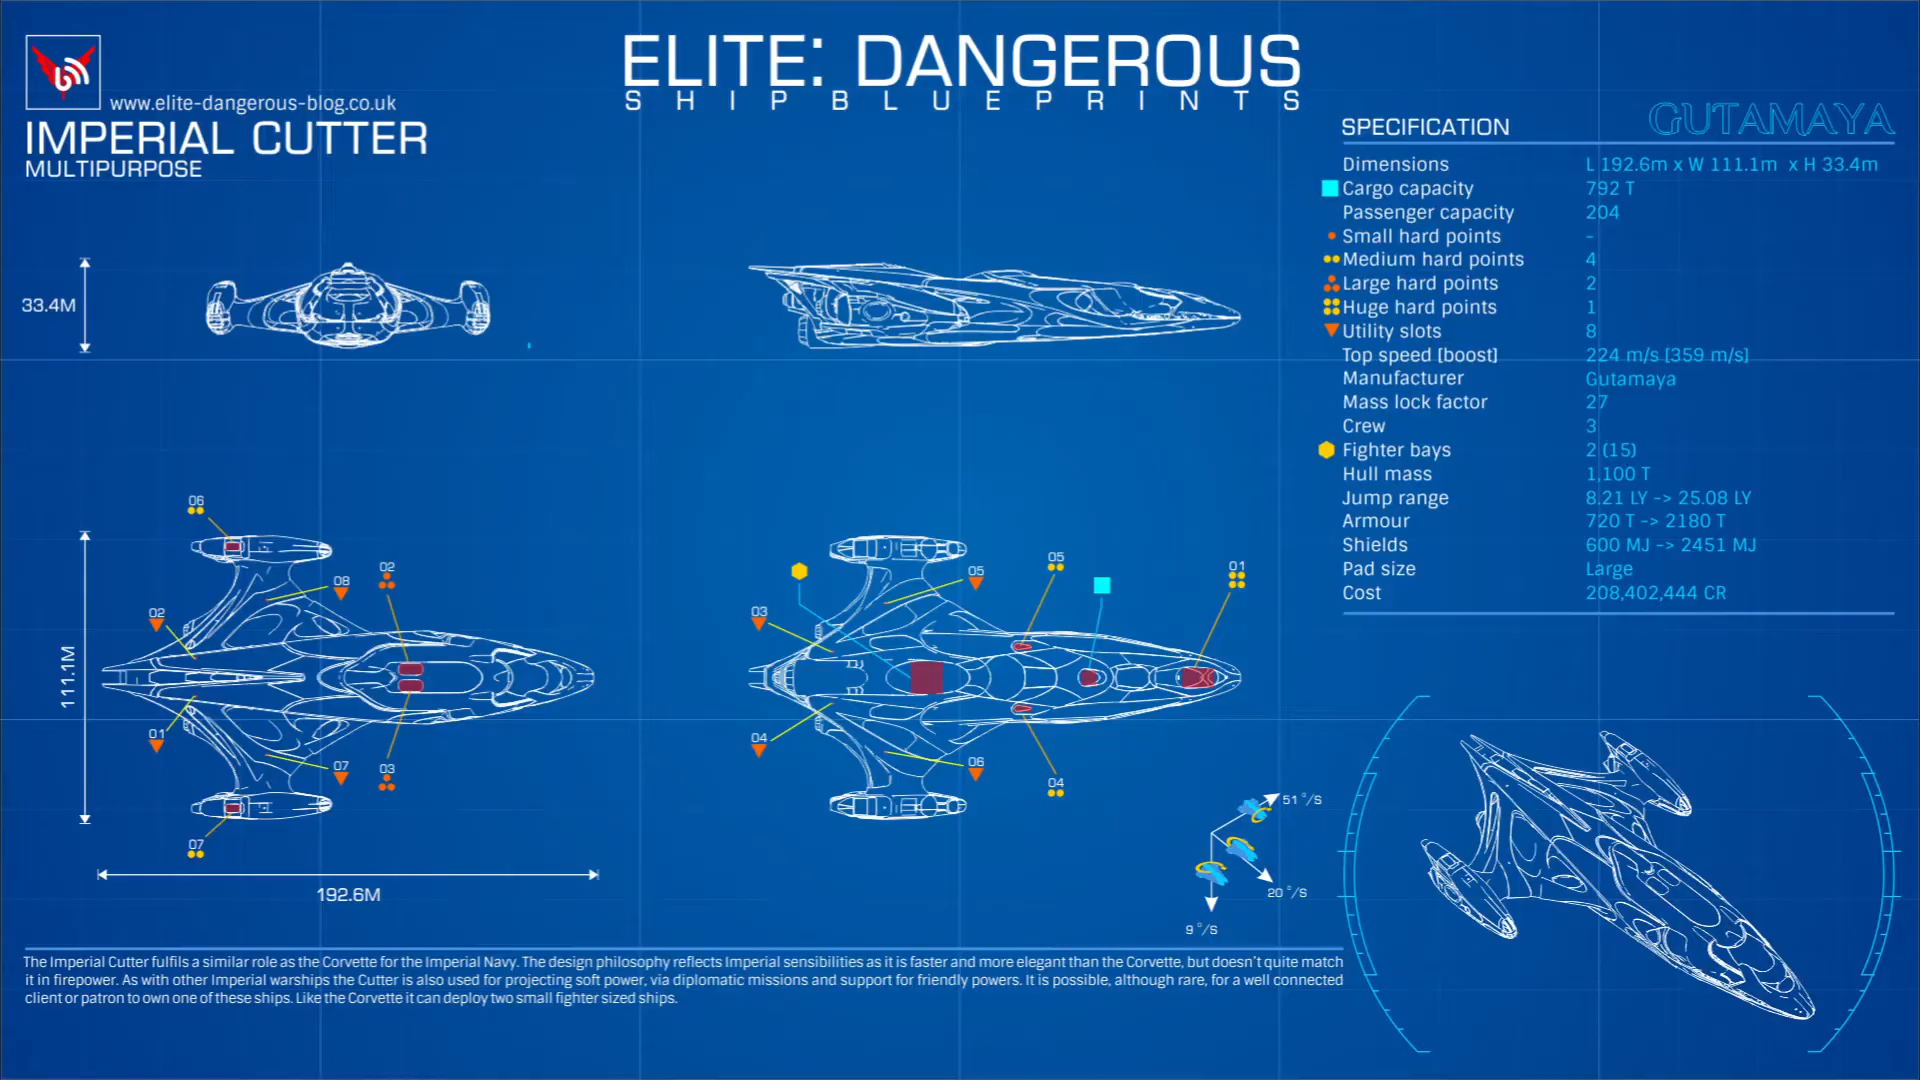 ELITE: DANGEROUS
SHIP BLUEPRINTS
www.elite-dangerous-blog.co.uk
IMPERIAL CUTTER
MULTIPURPOSE
GUTAMAYA
SPECIFICATION
Dimensions L 192.6m x W 111.1m x H 33.4m
Cargo capacity 792 T
Passenger capacity 204
Small hard points -
Medium hard points 4
Large hard points 2
Huge hard points 1
Utility slots 8
Top speed [boost] 224 m/s [359 m/s]
Manufacturer Gutamaya
Mass lock factor 27
Crew 3
Fighter bays 2 (15)
Hull mass 1,100 T
Jump range 8.21 LY -> 25.08 LY
Armour 720 T -> 2180 T
Shields 600 MJ -> 2451 MJ
Pad size Large
Cost 208,402,444 CR
33.4M
06
08
02
02
111.1M
01
07
03
07
192.6M
05
05
01
03
04
06
04
51 °/S
20 °/S
9 °/S
The Imperial Cutter fulfils a similar role as the Corvette for the Imperial Navy. The design philosophy reflects Imperial sensibilities as it is faster and more elegant than the Corvette, but doesn't quite match
it in firepower. As with other Imperial warships the Cutter is also used for projecting soft power, via diplomatic missions and support for friendly powers. It is possible, although rare, for a well connected
client or patron to own one of these ships. Like the Corvette it can deploy two small fighter sized ships.